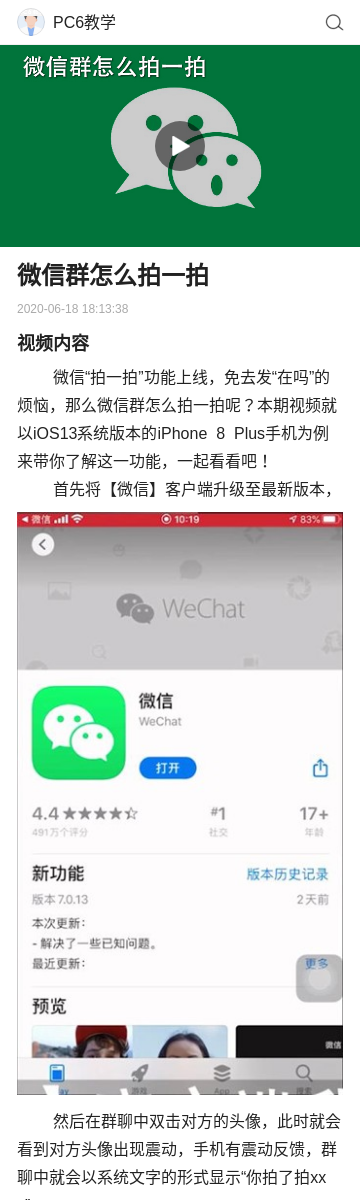 PC6教学
微信群怎么拍一拍
微信群怎么拍一拍
2020-06-18 18:13:38
视频内容
微信“拍一拍”功能上线，免去发“在吗”的
烦恼，那么微信群怎么拍一拍呢？本期视频就
以iOS13系统版本的iPhone 8 Plus手机为例
来带你了解这一功能，一起看看吧！
首先将【微信】客户端升级至最新版本，
微信 10:19 83%
WeChat
微信
WeChat
打开
4.4 #1 17+
491万个评分 社交 年龄
新功能 版本历史记录
版本 7.0.13 2天前
本次更新：
- 解决了一些已知问题。
最近更新： 更多
预览
微信
App
然后在群聊中双击对方的头像，此时就会
看到对方头像出现震动，手机有震动反馈，群
聊中就会以系统文字的形式显示“你拍了拍xx